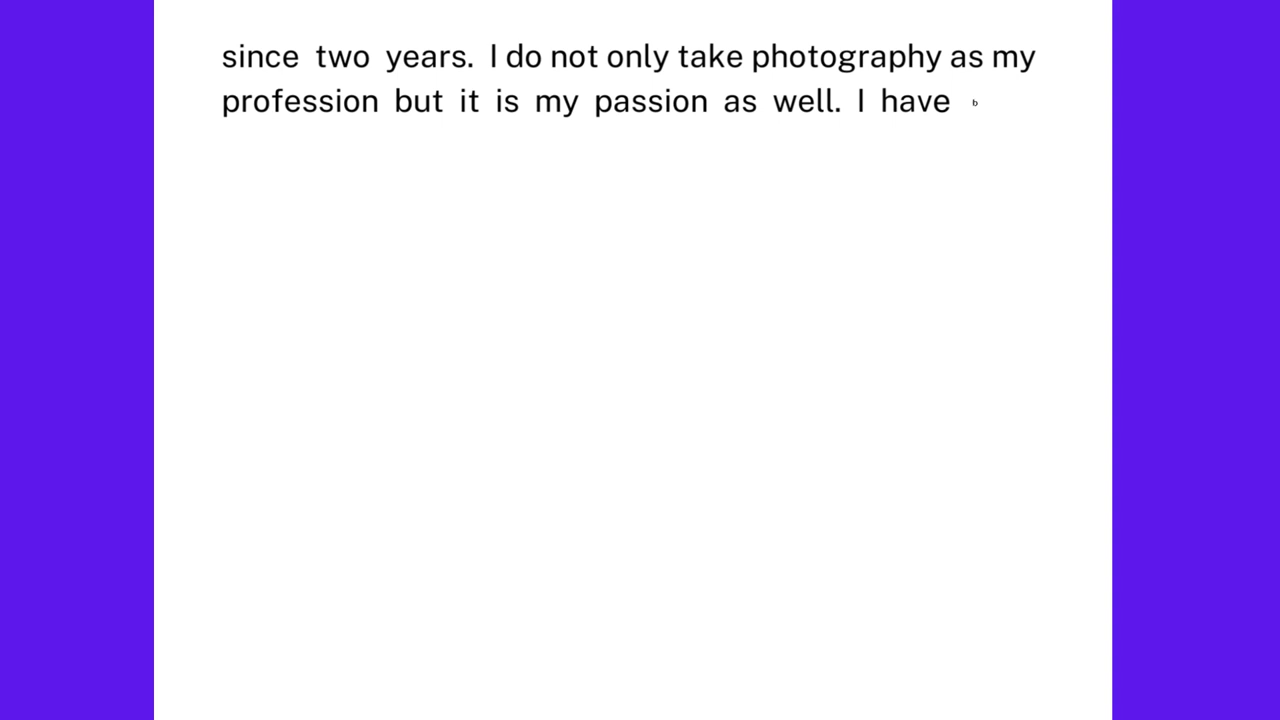 since two years. I do not only take photography as my
profession but it is my passion as well. I have b